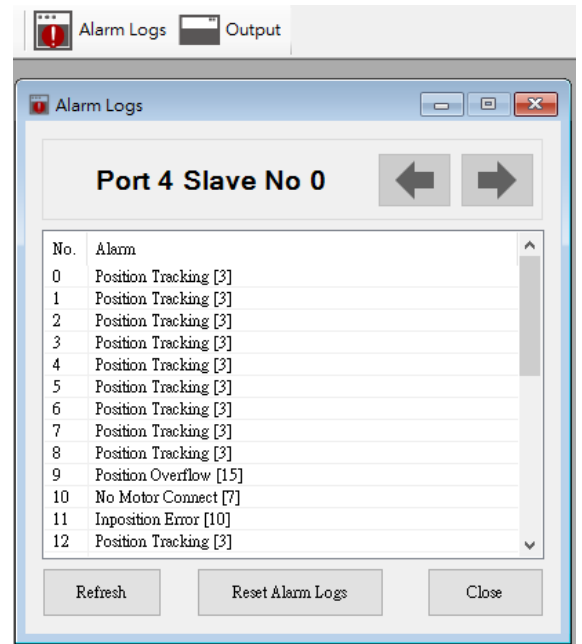 Alarm Logs Output
Alarm Logs
Port 4 Slave No 0
No. Alarm
0 Position Tracking [3]
1 Position Tracking [3]
2 Position Tracking [3]
3 Position Tracking [3]
4 Position Tracking [3]
5 Position Tracking [3]
6 Position Tracking [3]
7 Position Tracking [3]
8 Position Tracking [3]
9 Position Overflow [15]
10 No Motor Connect [7]
11 Inposition Error [10]
12 Position Tracking [3]
Refresh Reset Alarm Logs Close